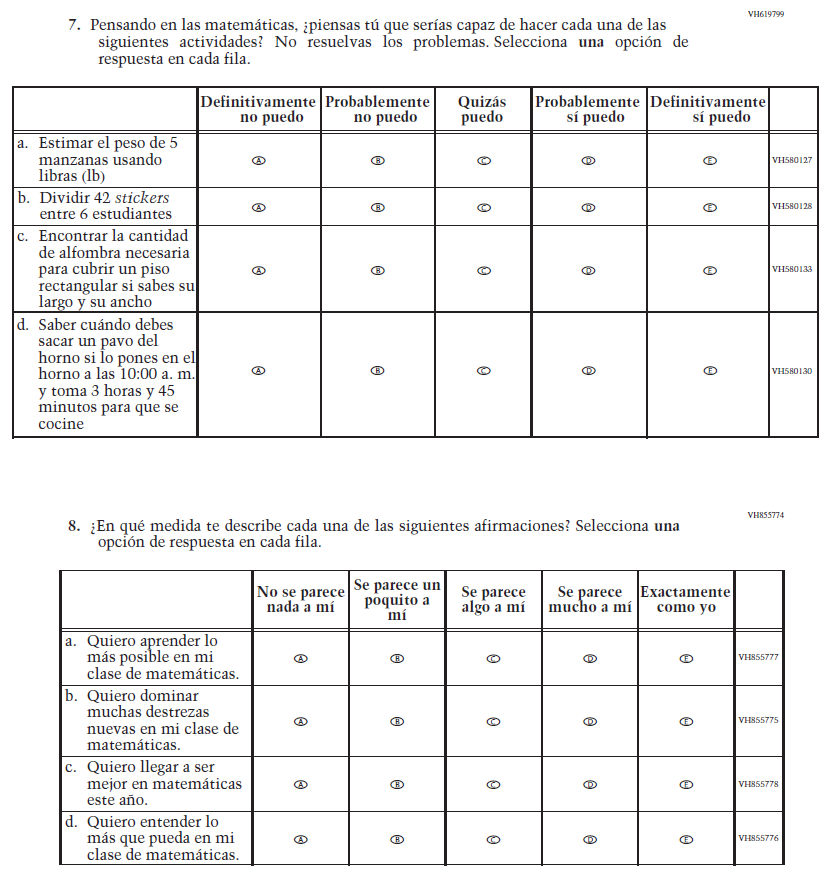 VH619799
7. Pensando en las matemáticas, ¿piensas tú que serías capaz de hacer cada una de las
siguientes actividades? No resuelvas los problemas. Selecciona una opción de
respuesta en cada fila.
Definitivamente no puedo Probablemente no puedo Quizás puedo Probablemente sí puedo Definitivamente sí puedo
a. Estimar el peso de 5
manzanas usando
libras (lb)
A B C D E VH580127
b. Dividir 42 stickers
entre 6 estudiantes
A B C D E VH580128
c. Encontrar la cantidad
de alfombra necesaria
para cubrir un piso
rectangular si sabes su
largo y su ancho
A B C D E VH580133
d. Saber cuándo debes
sacar un pavo del
horno si lo pones en el
horno a las 10:00 a. m.
y toma 3 horas y 45
minutos para que se
cocine
A B C D E VH580130
VH855774
8. ¿En qué medida te describe cada una de las siguientes afirmaciones? Selecciona una
opción de respuesta en cada fila.
No se parece nada a mí Se parece un poquito a mí Se parece algo a mí Se parece mucho a mí Exactamente como yo
a. Quiero aprender lo
más posible en mi
clase de matemáticas.
A B C D E VH855777
b. Quiero dominar
muchas destrezas
nuevas en mi clase de
matemáticas.
A B C D E VH855775
c. Quiero llegar a ser
mejor en matemáticas
este año.
A B C D E VH855778
d. Quiero entender lo
más que pueda en mi
clase de matemáticas.
A B C D E VH855776